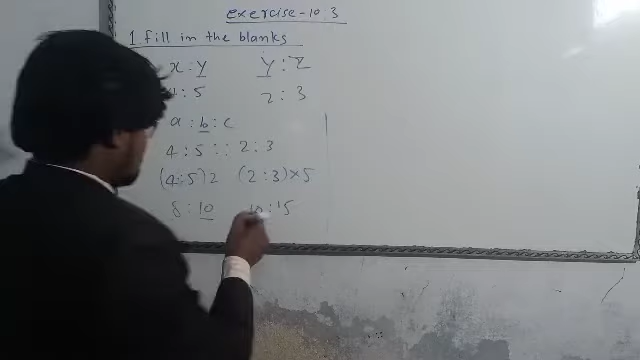 exercise-10.3
1 fill in the blanks
x : y    y : z
4 : 5    2 : 3
a : b : c
4 : 5 :: 2 : 3
(4:5)2    (2:3)×5
8 : 10    10:15